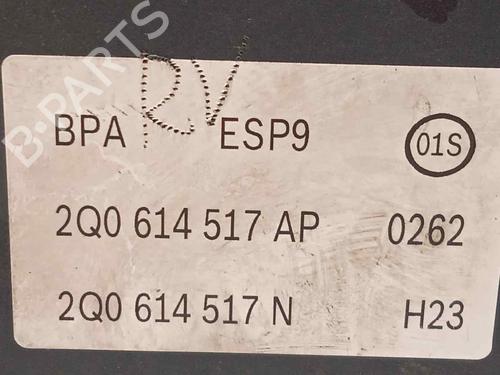 B-PARTS
RV
BPA ESP9 01S
2Q0 614 517 AP 0262
2Q0 614 517 N H23